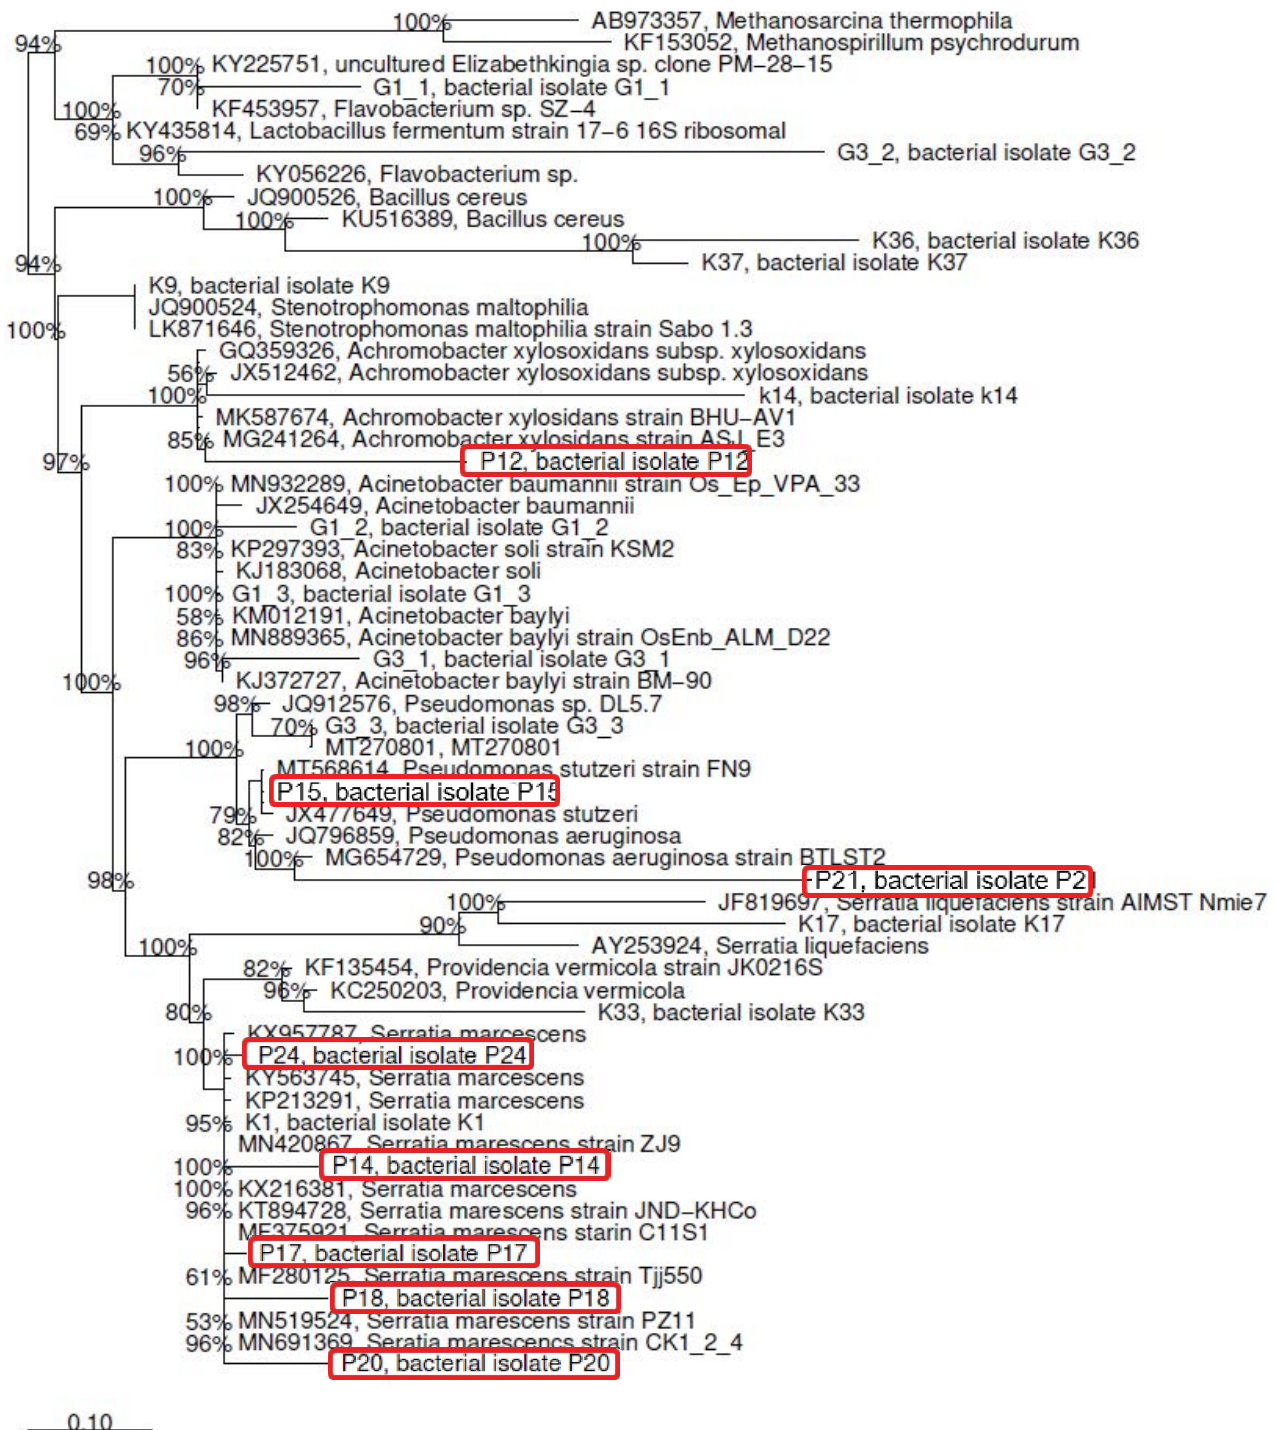 100% AB973357, Methanosarcina thermophila
94% KF153052, Methanospirillum psychrodurum
100% KY225751, uncultured Elizabethkingia sp. clone PM-28-15
70% G1_1, bacterial isolate G1_1
100% KF453957, Flavobacterium sp. SZ-4
69% KY435814, Lactobacillus fermentum strain 17-6 16S ribosomal
96% G3_2, bacterial isolate G3_2
KY056226, Flavobacterium sp.
100% JQ900526, Bacillus cereus
100% KU516389, Bacillus cereus
100% K36, bacterial isolate K36
94% K37, bacterial isolate K37
K9, bacterial isolate K9
JQ900524, Stenotrophomonas maltophilia
100% LK871646, Stenotrophomonas maltophilia strain Sabo 1.3
GQ359326, Achromobacter xylosoxidans subsp. xylosoxidans
56% JX512462, Achromobacter xylosoxidans subsp. xylosoxidans
100% k14, bacterial isolate k14
MK587674, Achromobacter xylosidans strain BHU-AV1
85% MG241264, Achromobacter xylosidans strain ASJ_E3
97% P12, bacterial isolate P12
100% MN932289, Acinetobacter baumannii strain Os_Ep_VPA_33
JX254649, Acinetobacter baumannii
100% G1_2, bacterial isolate G1_2
83% KP297393, Acinetobacter soli strain KSM2
KJ183068, Acinetobacter soli
100% G1_3, bacterial isolate G1_3
58% KM012191, Acinetobacter baylyi
86% MN889365, Acinetobacter baylyi strain OsEnb_ALM_D22
96% G3_1, bacterial isolate G3_1
100% KJ372727, Acinetobacter baylyi strain BM-90
98% JQ912576, Pseudomonas sp. DL5.7
70% G3_3, bacterial isolate G3_3
100% MT270801, MT270801
MT568614, Pseudomonas stutzeri strain FN9
P15, bacterial isolate P15
79% JX477649, Pseudomonas stutzeri
82% JQ796859, Pseudomonas aeruginosa
100% MG654729, Pseudomonas aeruginosa strain BTLST2
98% P21, bacterial isolate P21
100% JF819697, Serratia liquefaciens strain AIMST Nmie7
90% K17, bacterial isolate K17
100% AY253924, Serratia liquefaciens
82% KF135454, Providencia vermicola strain JK0216S
96% KC250203, Providencia vermicola
80% K33, bacterial isolate K33
KX957787, Serratia marcescens
100% P24, bacterial isolate P24
KY563745, Serratia marcescens
KP213291, Serratia marcescens
95% K1, bacterial isolate K1
MN420867, Serratia marescens strain ZJ9
100% P14, bacterial isolate P14
100% KX216381, Serratia marcescens
96% KT894728, Serratia marescens strain JND-KHCo
MF375921, Serratia marescens starin C11S1
P17, bacterial isolate P17
61% MF280125, Serratia marescens strain Tjj550
P18, bacterial isolate P18
53% MN519524, Serratia marescens strain PZ11
96% MN691369, Seratia marescencs strain CK1_2_4
P20, bacterial isolate P20
0.10